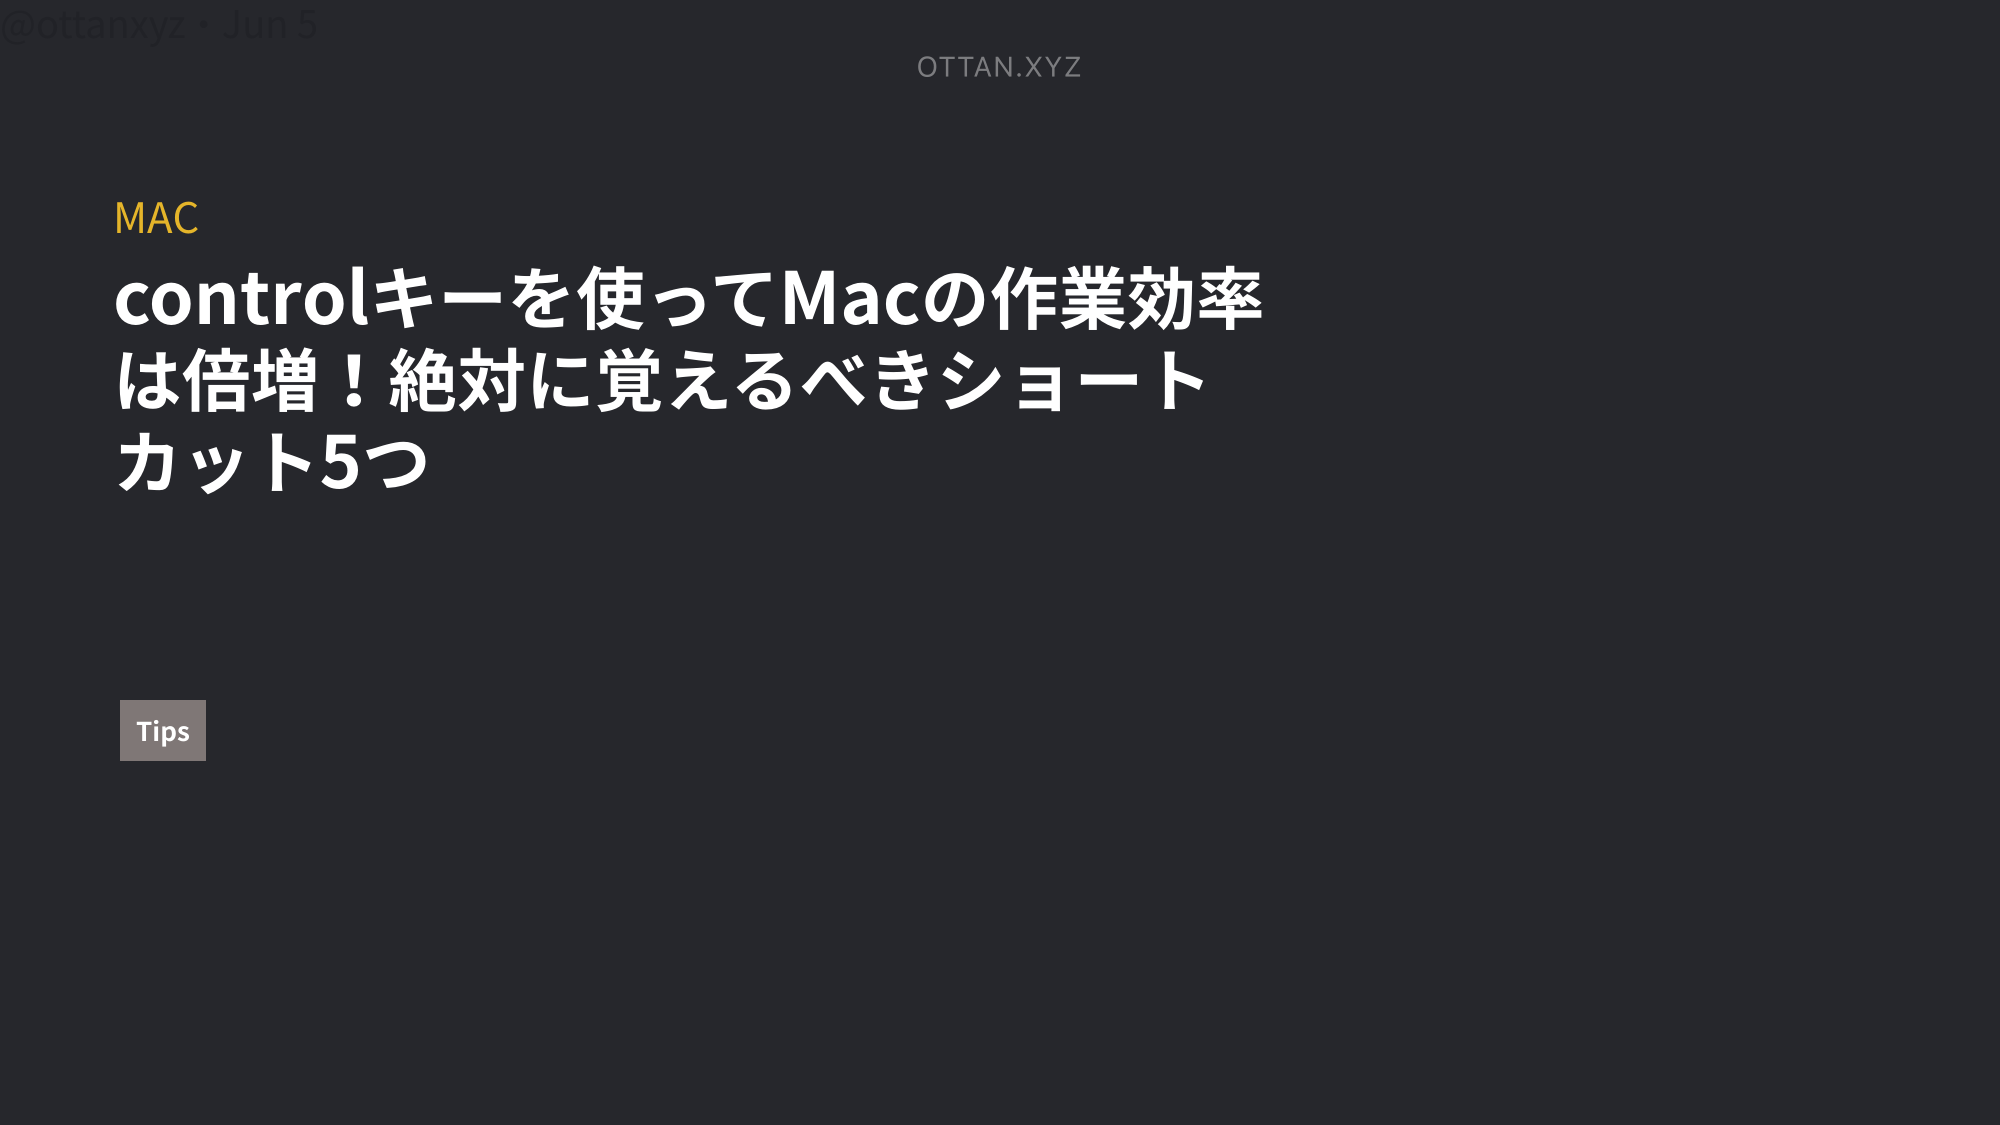 @ottanxyz・Jun 5
OTTAN.XYZ
MAC
controlキーを使ってMacの作業効率
は倍増！絶対に覚えるべきショート
カット5つ
Tips